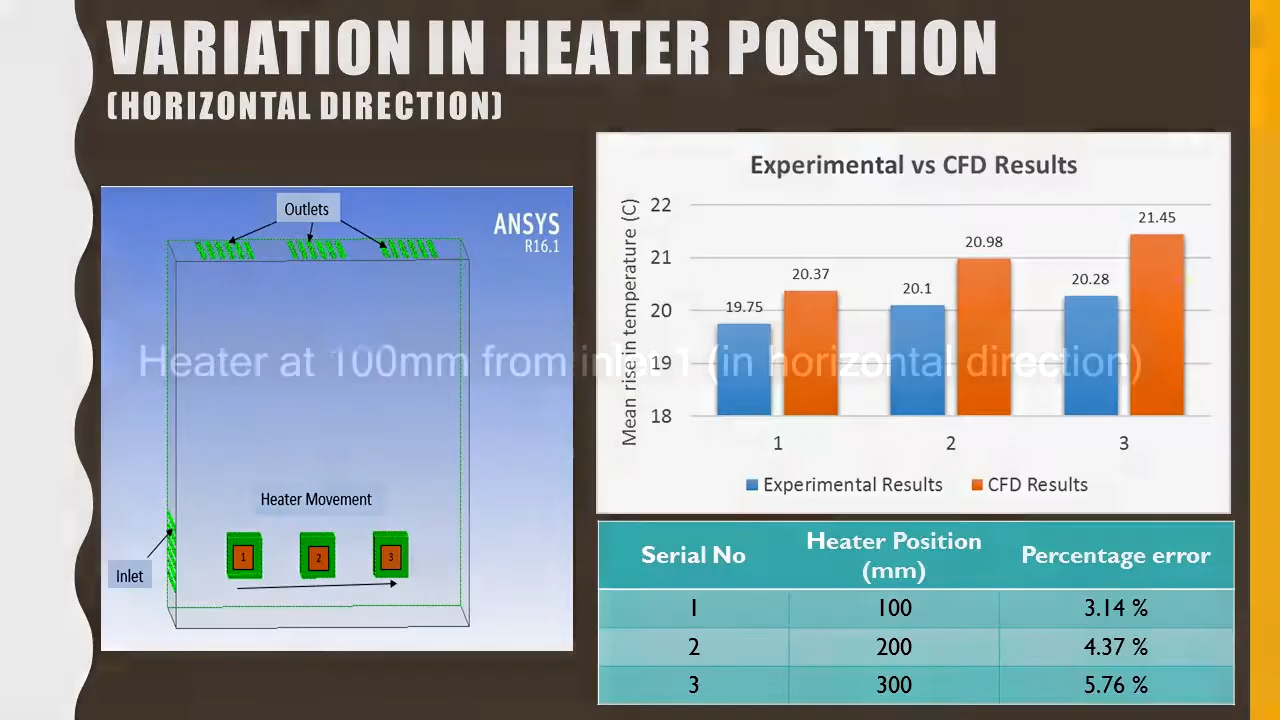 VARIATION IN HEATER POSITION
(HORIZONTAL DIRECTION)
Outlets
ANSYS
R16.1
Heater Movement
1 2 3
Inlet
Experimental vs CFD Results
Mean rise in temperature (C)
22
21
20
19
18
19.75 20.37 20.1 20.98 20.28 21.45
1 2 3
Experimental Results CFD Results
Heater at 100mm from inlet 1 (in horizontal direction)
Serial No Heater Position (mm) Percentage error
1 100 3.14 %
2 200 4.37 %
3 300 5.76 %